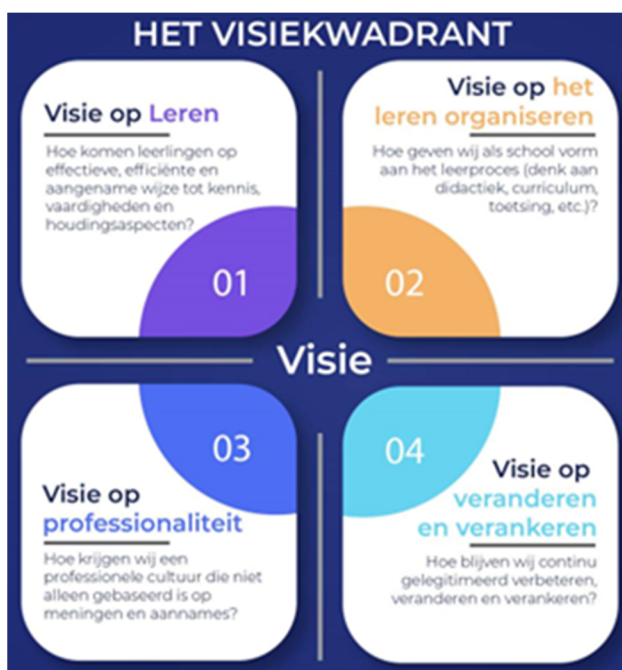 HET VISIEKWADRANT
Visie op Leren
Hoe komen leerlingen op
effectieve, efficiënte en
aangename wijze tot kennis,
vaardigheden en
houdingsaspecten?
01
Visie op het
leren organiseren
Hoe geven wij als school vorm
aan het leerproces (denk aan
didactiek, curriculum,
toetsing, etc.)?
02
Visie
03
Visie op
professionaliteit
Hoe krijgen wij een
professionele cultuur die niet
alleen gebaseerd is op
meningen en aannames?
04
Visie op
veranderen
en verankeren
Hoe blijven wij continu
gelegitimeerd verbeteren,
veranderen en verankeren?